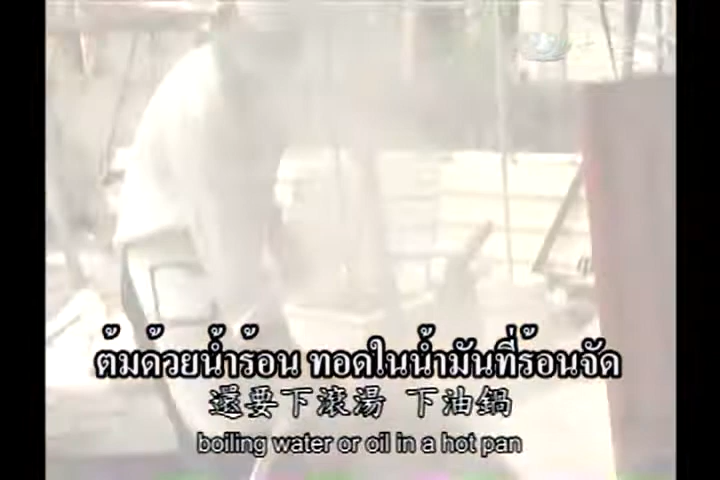 ต้มด้วยน้ำร้อน ทอดในน้ำมันที่ร้อนจัด
還要下滾湯 下油鍋
boiling water or oil in a hot pan